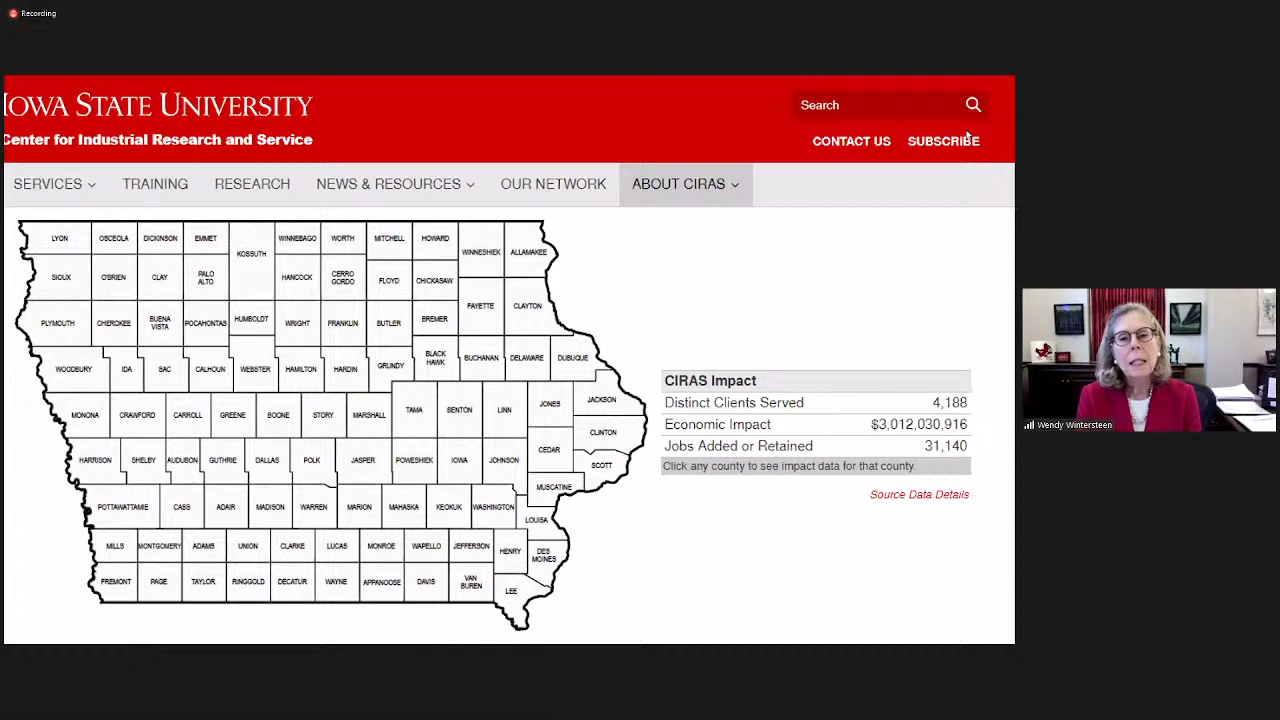 Recording
IOWA STATE UNIVERSITY
Search
Center for Industrial Research and Service
CONTACT US SUBSCRIBE
SERVICES TRAINING RESEARCH NEWS & RESOURCES OUR NETWORK ABOUT CIRAS
LYON OSCEOLA DICKINSON EMMET KOSSUTH WINNEBAGO WORTH MITCHELL HOWARD WINNESHIEK ALLAMAKEE
SIOUX O'BRIEN CLAY PALO ALTO HANCOCK CERRO GORDO FLOYD CHICKASAW
PLYMOUTH CHEROKEE BUENA VISTA POCAHONTAS HUMBOLDT WRIGHT FRANKLIN BUTLER BREMER FAYETTE CLAYTON
WOODBURY IDA SAC CALHOUN WEBSTER HAMILTON HARDIN GRUNDY BLACK HAWK BUCHANAN DELAWARE DUBUQUE
MONONA CRAWFORD CARROLL GREENE BOONE STORY MARSHALL TAMA BENTON LINN JONES JACKSON
CLINTON
HARRISON SHELBY AUDUBON GUTHRIE DALLAS POLK JASPER POWESHIEK IOWA JOHNSON CEDAR SCOTT
MUSCATINE
POTTAWATTAMIE CASS ADAIR MADISON WARREN MARION MAHASKA KEOKUK WASHINGTON LOUISA
MILLS MONTGOMERY ADAMS UNION CLARKE LUCAS MONROE WAPELLO JEFFERSON HENRY DES MOINES
FREMONT PAGE TAYLOR RINGGOLD DECATUR WAYNE APPANOOSE DAVIS VAN BUREN LEE
CIRAS Impact
Distinct Clients Served 4,188
Economic Impact $3,012,030,916
Jobs Added or Retained 31,140
Click any county to see impact data for that county.
Source Data Details
Wendy Wintersteen